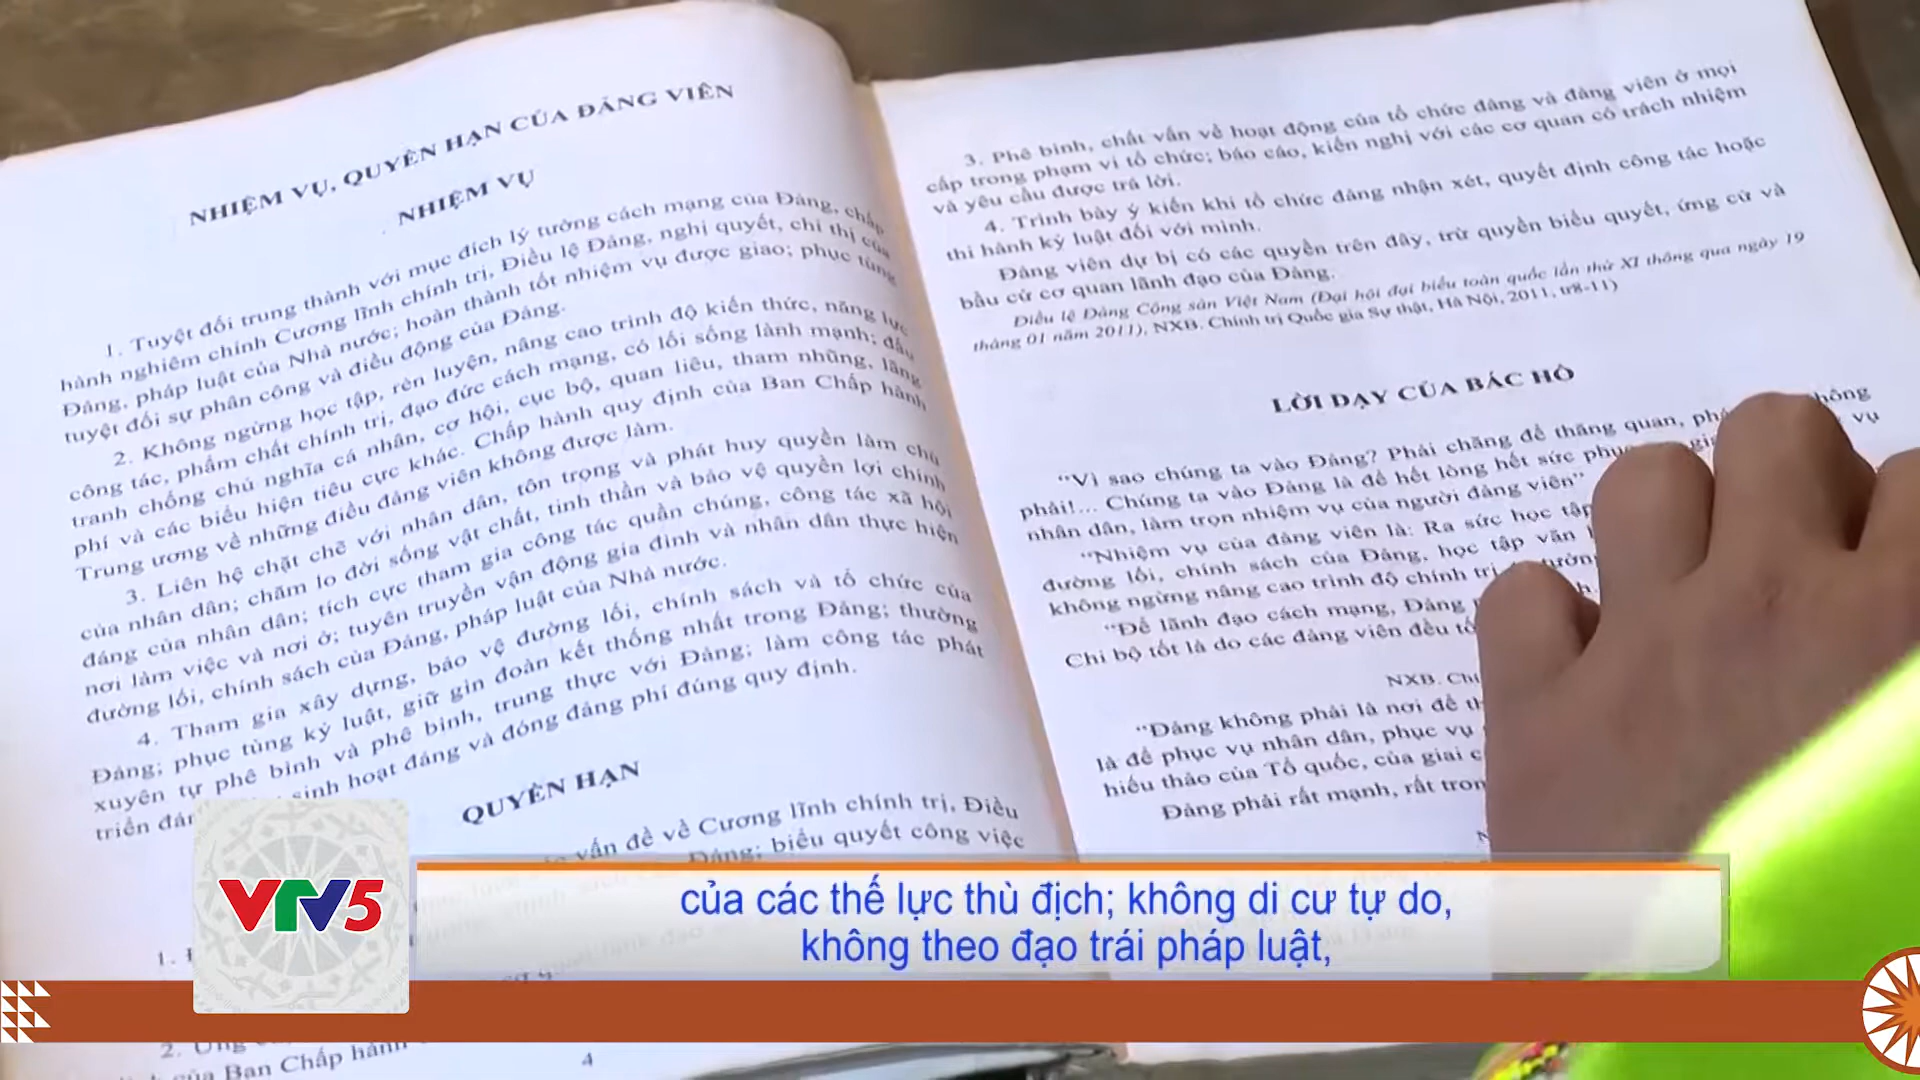 NHIỆM VỤ, QUYỀN HẠN CỦA ĐẢNG VIÊN
NHIỆM VỤ
1. Tuyệt đối trung thành với mục đích lý tưởng cách mạng của Đảng, chấp
hành nghiêm chỉnh Cương lĩnh chính trị, Điều lệ Đảng, nghị quyết, chỉ thị của
Đảng, pháp luật của Nhà nước; hoàn thành tốt nhiệm vụ được giao; phục tùng
tuyệt đối sự phân công và điều động của Đảng.
2. Không ngừng học tập, rèn luyện, nâng cao trình độ kiến thức, năng lực
công tác, phẩm chất chính trị, đạo đức cách mạng, có lối sống lành mạnh; đấu
tranh chống chủ nghĩa cá nhân, cơ hội, cục bộ, quan liêu, tham nhũng, lãng
phí và các biểu hiện tiêu cực khác. Chấp hành quy định của Ban Chấp hành
Trung ương về những điều đảng viên không được làm.
3. Liên hệ chặt chẽ với nhân dân, tôn trọng và phát huy quyền làm chủ
của nhân dân; chăm lo đời sống vật chất, tinh thần và bảo vệ quyền lợi chính
đáng của nhân dân; tích cực tham gia công tác quần chúng, công tác xã hội
nơi làm việc và nơi ở; tuyên truyền vận động gia đình và nhân dân thực hiện
đường lối, chính sách của Đảng, pháp luật của Nhà nước.
4. Tham gia xây dựng, bảo vệ đường lối, chính sách và tổ chức của
Đảng; phục tùng kỷ luật, giữ gìn đoàn kết thống nhất trong Đảng; thường
xuyên tự phê bình và phê bình, trung thực với Đảng; làm công tác phát
triển sinh hoạt đảng và đóng đảng phí đúng quy định.
QUYỀN HẠN
vấn đề về Cương lĩnh chính trị, Điều
Đảng; biểu quyết công việc
1.
2.
của Ban Chấp hành
4
3. Phê bình, chất vấn về hoạt động của tổ chức đảng và đảng viên ở mọi
cấp trong phạm vi tổ chức; báo cáo, kiến nghị với các cơ quan có trách nhiệm
và yêu cầu được trả lời.
4. Trình bày ý kiến khi tổ chức đảng nhận xét, quyết định công tác hoặc
thi hành kỷ luật đối với mình.
Đảng viên dự bị có các quyền trên đây, trừ quyền biểu quyết, ứng cử và
bầu cử cơ quan lãnh đạo của Đảng.
Điều lệ Đảng Cộng sản Việt Nam (Đại hội đại biểu toàn quốc lần thứ XI thông qua ngày 19
tháng 01 năm 2011), NXB. Chính trị Quốc gia Sự thật, Hà Nội, 2011, tr8-11)
LỜI DẠY CỦA BÁC HỒ
“Vì sao chúng ta vào Đảng? Phải chăng để thăng quan, không
phải!... Chúng ta vào Đảng là để hết lòng hết sức vụ
nhân dân, làm trọn nhiệm vụ của người đảng viên”
“Nhiệm vụ của đảng viên là: Ra sức học tập
đường lối, chính sách của Đảng, học tập văn
không ngừng nâng cao trình độ chính trị
“Để lãnh đạo cách mạng, Đảng
Chi bộ tốt là do các đảng viên đều
NXB.
“Đảng không phải là nơi để
là để phục vụ nhân dân, phục vụ
hiếu thảo của Tổ quốc, của giai
Đảng phải rất mạnh, rất
VTV5
của các thế lực thù địch; không di cư tự do,
không theo đạo trái pháp luật,